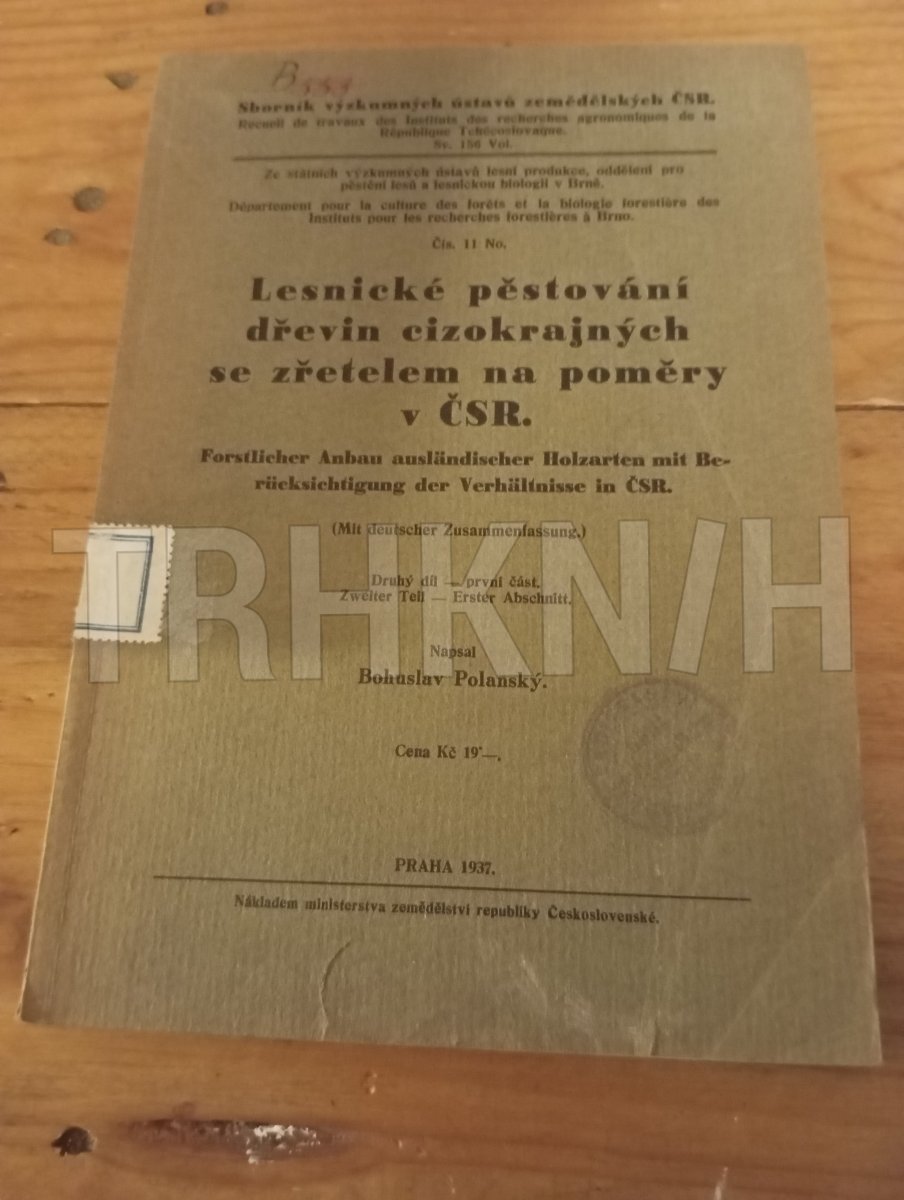 B
Sborník výzkumných ústavů zemědělských ČSR.
Recueil de travaux des Instituts des recherches agronomiques de la
République Tchécoslovaque.
Sv. 156 Vol.
Ze státních výzkumných ústavů lesní produkce, oddělení pro
pěstění lesů a lesnickou biologii v Brně.
Département pour la culture des forêts et la biologie forestière des
Instituts pour les recherches forestières à Brno.
Čís. 11 No.
Lesnické pěstování
dřevin cizokrajných
se zřetelem na poměry
v ČSR.
Forstlicher Anbau ausländischer Holzarten mit Be-
rücksichtigung der Verhältnisse in ČSR.
(Mit deutscher Zusammenfassung.)
Druhý díl — první část.
Zweiter Teil — Erster Abschnitt.
Napsal
Bohuslav Polanský.
Cena Kč 19·—.
PRAHA 1937.
Nákladem ministerstva zemědělství republiky Československé.
TRHKN/H